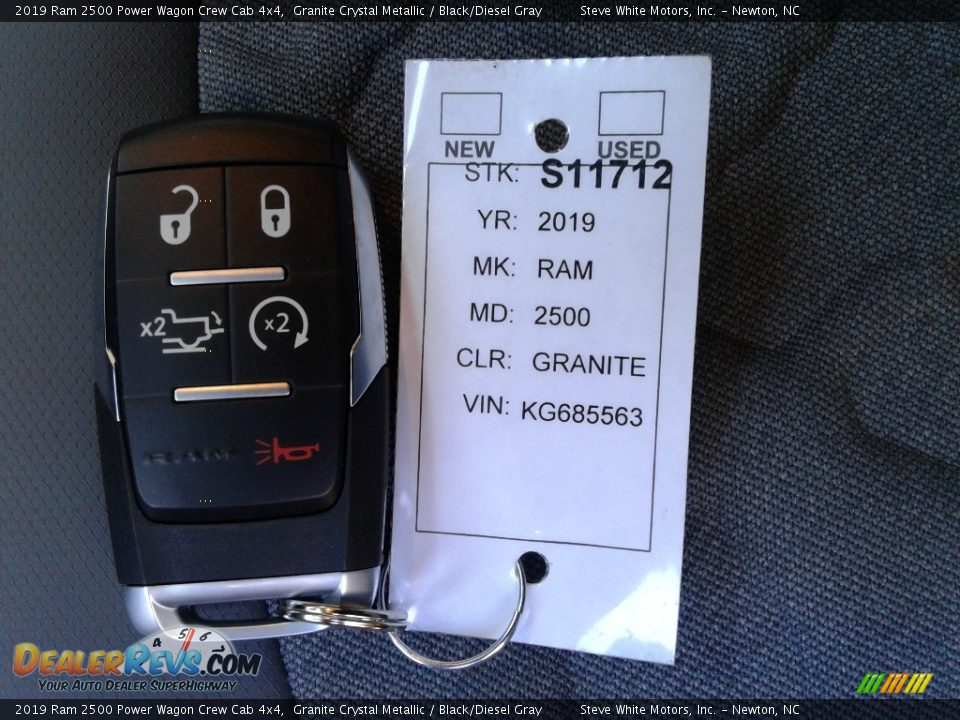 2019 Ram 2500 Power Wagon Crew Cab 4x4, Granite Crystal Metallic / Black/Diesel Gray Steve White Motors, Inc. - Newton, NC
NEW USED
STK: S11712
YR: 2019
MK: RAM
MD: 2500
CLR: GRANITE
VIN: KG685563
x2 x2
RAM
4 5 6
DEALERREVS.COM
YOUR AUTO DEALER SUPERHIGHWAY
2019 Ram 2500 Power Wagon Crew Cab 4x4, Granite Crystal Metallic / Black/Diesel Gray Steve White Motors, Inc. - Newton, NC